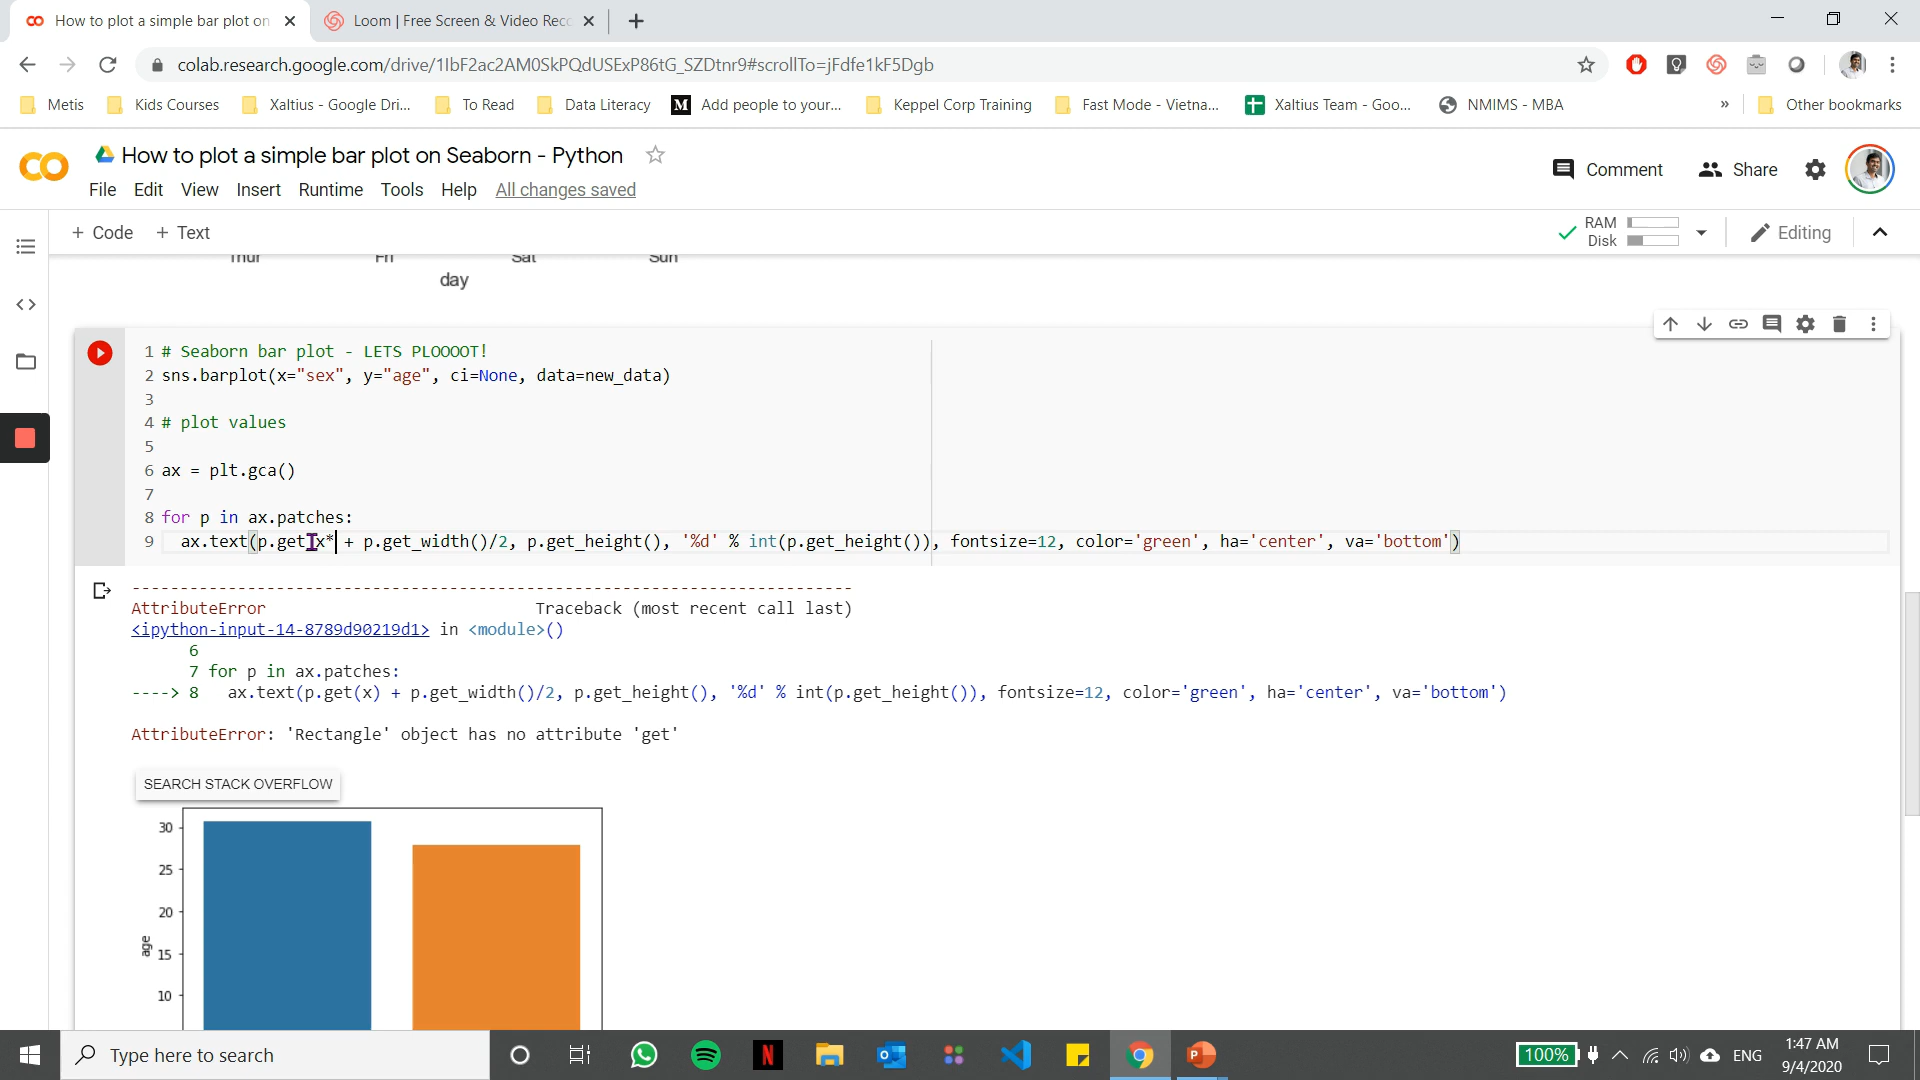 How to plot a simple bar plot on
Loom | Free Screen & Video Rec
colab.research.google.com/drive/1IbF2ac2AM0SkPQdUSExP86tG_SZDtnr9#scrollTo=jFdfe1kF5Dgb
Metis Kids Courses Xaltius - Google Dri... To Read Data Literacy M Add people to your... Keppel Corp Training Fast Mode - Vietna... Xaltius Team - Goo... NMIMS - MBA » Other bookmarks
How to plot a simple bar plot on Seaborn - Python
Comment Share
File Edit View Insert Runtime Tools Help All changes saved
+ Code + Text
RAM
Disk
Editing
Thur Fri Sat Sun
day
1 # Seaborn bar plot - LETS PLOOOOT!
2 sns.barplot(x="sex", y="age", ci=None, data=new_data)
3
4 # plot values
5
6 ax = plt.gca()
7
8 for p in ax.patches:
9 ax.text(p.get x* + p.get_width()/2, p.get_height(), '%d' % int(p.get_height()), fontsize=12, color='green', ha='center', va='bottom')
---------------------------------------------------------------------------
AttributeError Traceback (most recent call last)
<ipython-input-14-8789d90219d1> in <module>()
6
7 for p in ax.patches:
----> 8 ax.text(p.get(x) + p.get_width()/2, p.get_height(), '%d' % int(p.get_height()), fontsize=12, color='green', ha='center', va='bottom')
AttributeError: 'Rectangle' object has no attribute 'get'
SEARCH STACK OVERFLOW
30
25
20
age
15
10
Type here to search
N
100%
ENG
1:47 AM
9/4/2020